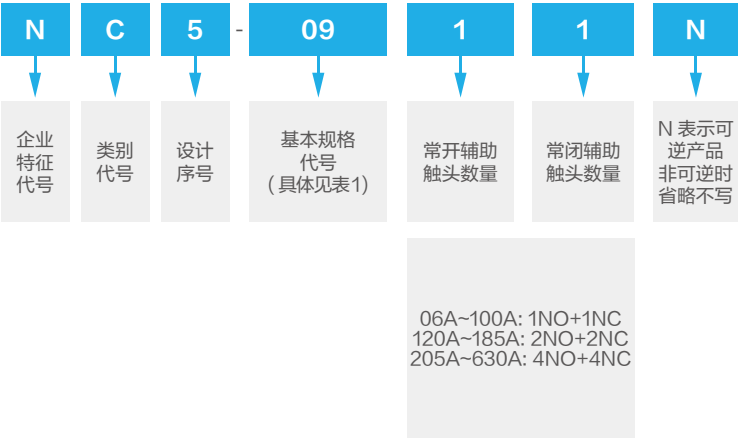 N C 5 - 09 1 1 N
企业
特征
代号
类别
代号
设计
序号
基本规格
代号
(具体见表1)
常开辅助
触头数量
常闭辅助
触头数量
N 表示可
逆产品
非可逆时
省略不写
06A~100A: 1NO+1NC
120A~185A: 2NO+2NC
205A~630A: 4NO+4NC